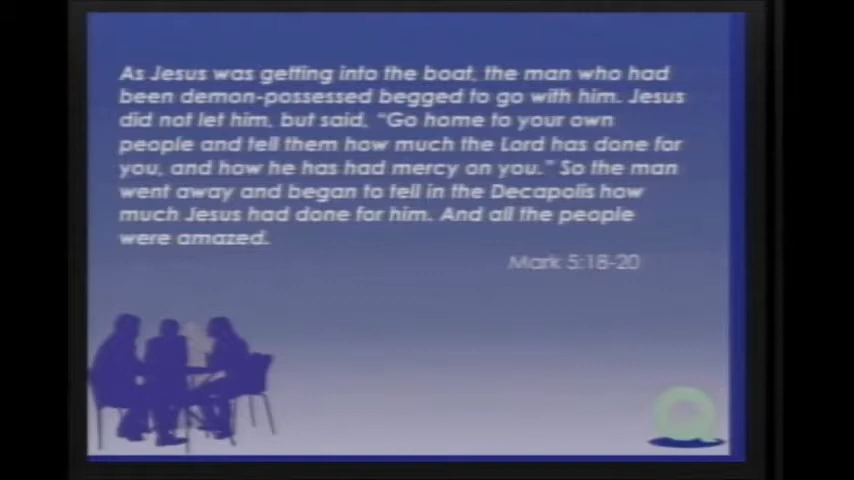 As Jesus was getting into the boat, the man who had
been demon-possessed begged to go with him. Jesus
did not let him, but said, "Go home to your own
people and tell them how much the Lord has done for
you, and how he has had mercy on you." So the man
went away and began to tell in the Decapolis how
much Jesus had done for him. And all the people
were amazed.
Mark 5:18-20